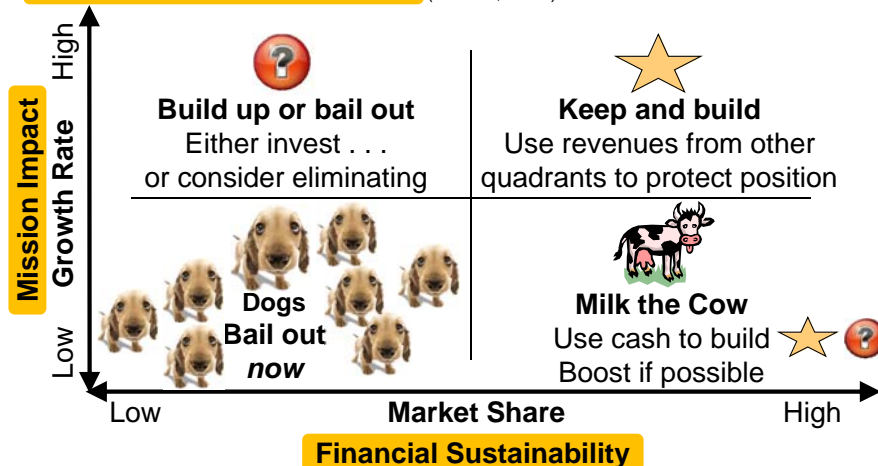 High
?
Build up or bail out
Either invest . . .
or consider eliminating
Keep and build
Use revenues from other
quadrants to protect position
Mission Impact
Growth Rate
Dogs
Bail out
now
Milk the Cow
Use cash to build
?
Boost if possible
Low
Low
Market Share
High
Financial Sustainability